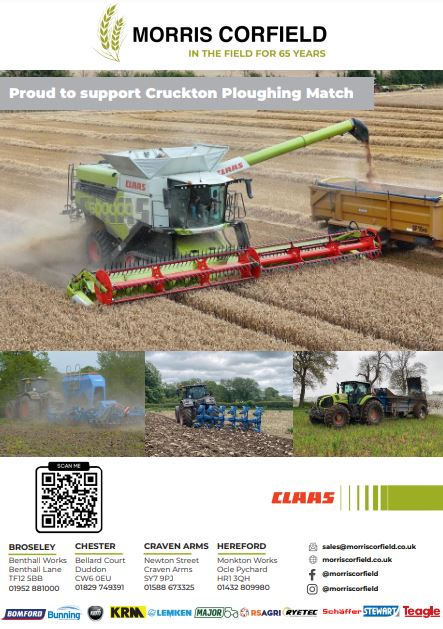 MORRIS CORFIELD
IN THE FIELD FOR 65 YEARS
Proud to support Cruckton Ploughing Match
CLAAS
CLAAS
SCAN ME
CLAAS
BROSELEY
Benthall Works
Benthall Lane
TF12 5BB
01952 881000
CHESTER
Bellard Court
Duddon
CW6 0EU
01829 749391
CRAVEN ARMS
Newton Street
Craven Arms
SY7 9PJ
01588 673325
HEREFORD
Monkton Works
Ocle Pychard
HR1 3QH
01432 809980
sales@morriscorfield.co.uk
morriscorfield.co.uk
@morriscorfield
@morriscorfield
BOMFORD
Bunning
KRM
LEMKEN
MAJOR
RSAGRI
RYETEC
Schäffer
STEWART
Teagle